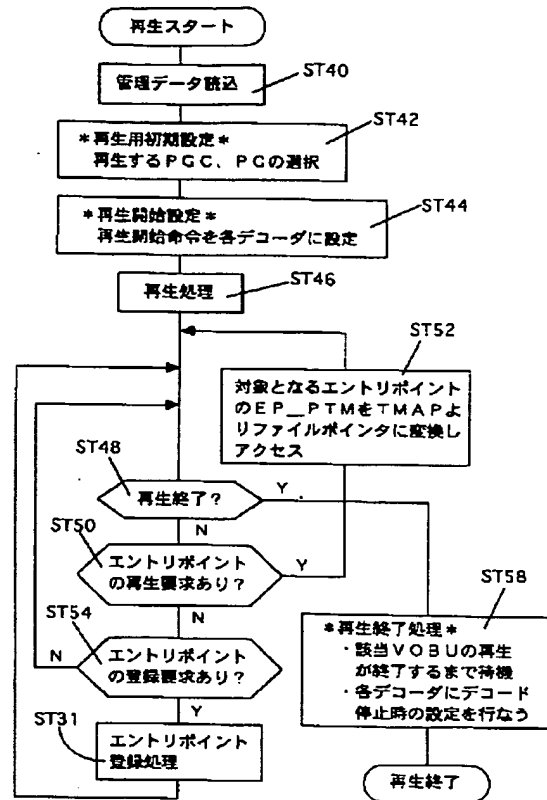 再生スタート
管理データ読込
ST40
＊再生用初期設定＊
再生するPGC、PGの選択
ST42
＊再生開始設定＊
再生開始命令を各デコーダに設定
ST44
再生処理
ST46
対象となるエントリポイント
のEP＿PTMをTMAPよ
りファイルポインタに変換し
アクセス
ST52
ST48
再生終了？
Y
N
ST50
エントリポイント
の再生要求あり？
Y
N
ST54
エントリポイント
の登録要求あり？
N
Y
ST31
エントリポイント
登録処理
ST58
＊再生終了処理＊
・該当VOBUの再生
が終了するまで待機
・各デコーダにデコード
停止時の設定を行なう
再生終了